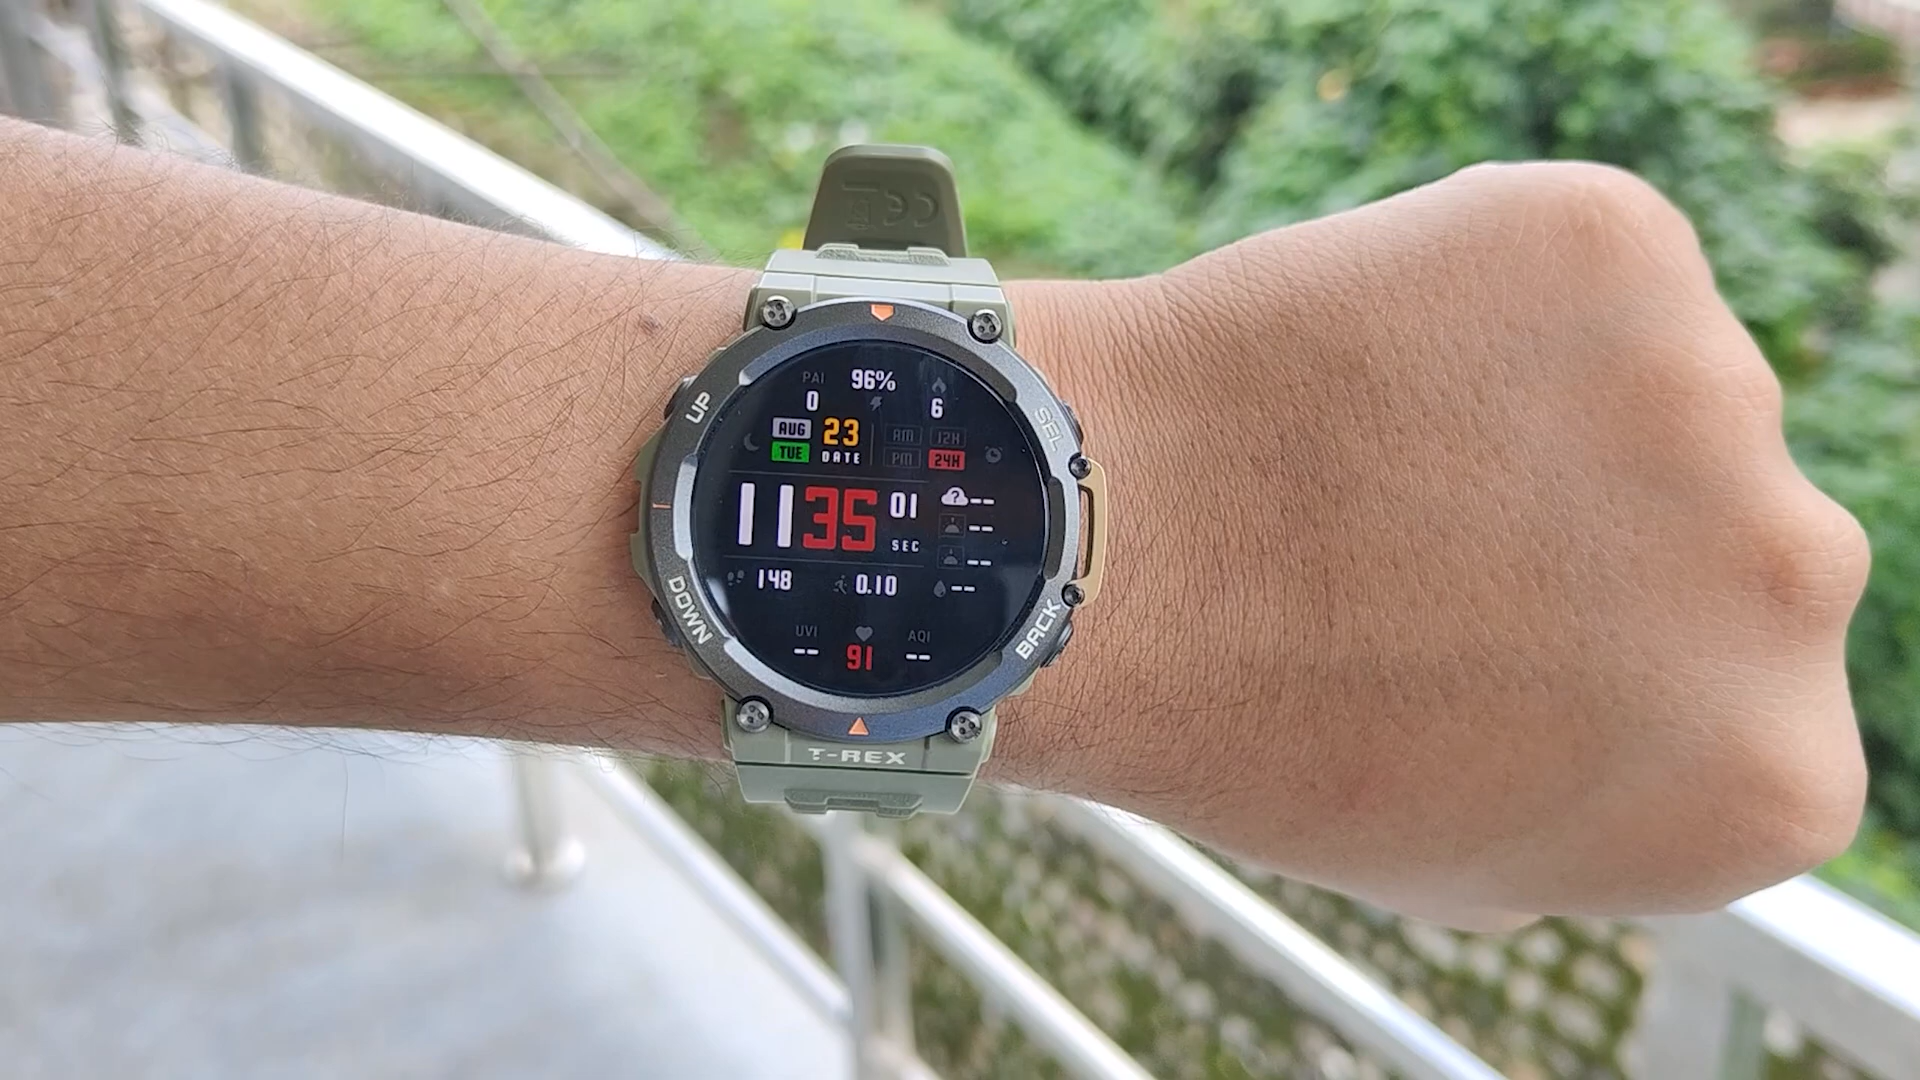 PAI 96%
0 6
AUG 23 AM 12H
TUE DATE PM 24H
11 35 01
SEC
--
--
--
148 0.10 --
UVI AQI
-- 91 --
UP
SEL
DOWN
BACK
T-REX